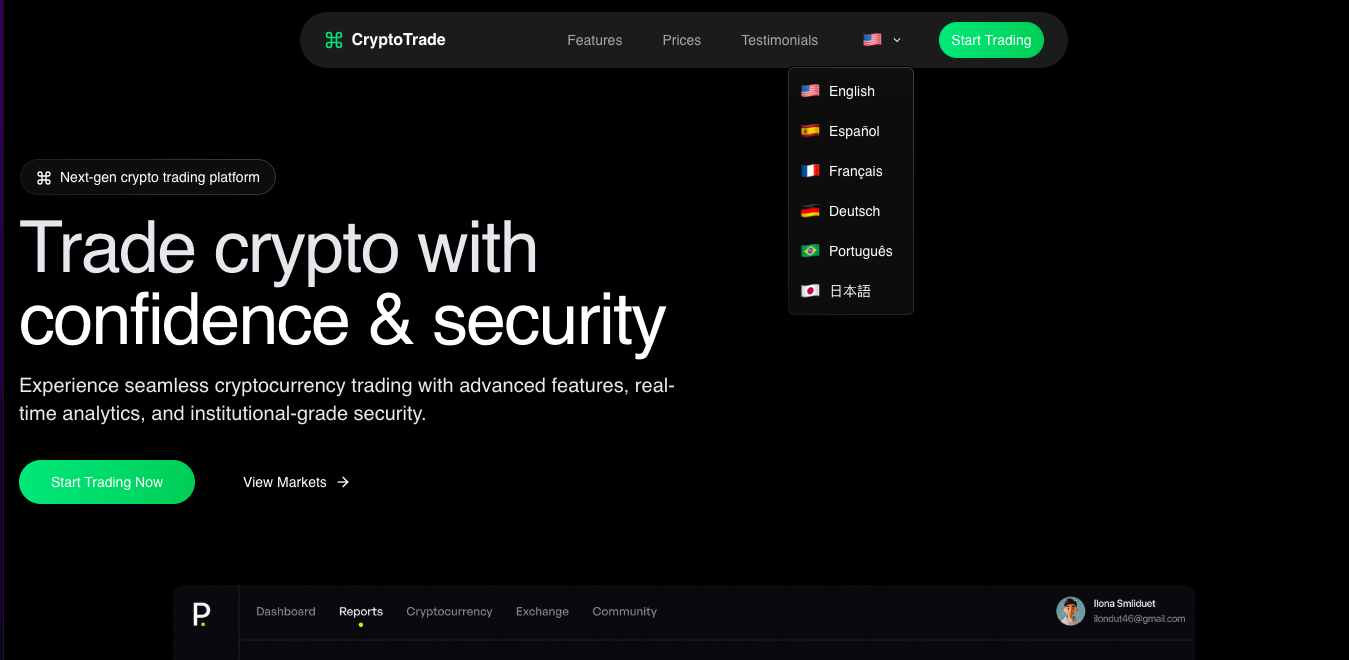 CryptoTrade Features Prices Testimonials Start Trading
English
Español
Français
Deutsch
Português
日本語
Next-gen crypto trading platform
Trade crypto with
confidence & security
Experience seamless cryptocurrency trading with advanced features, real-
time analytics, and institutional-grade security.
Start Trading Now View Markets →
P. Dashboard Reports Cryptocurrency Exchange Community Ilona Smliduet
ilondut46@gmail.com